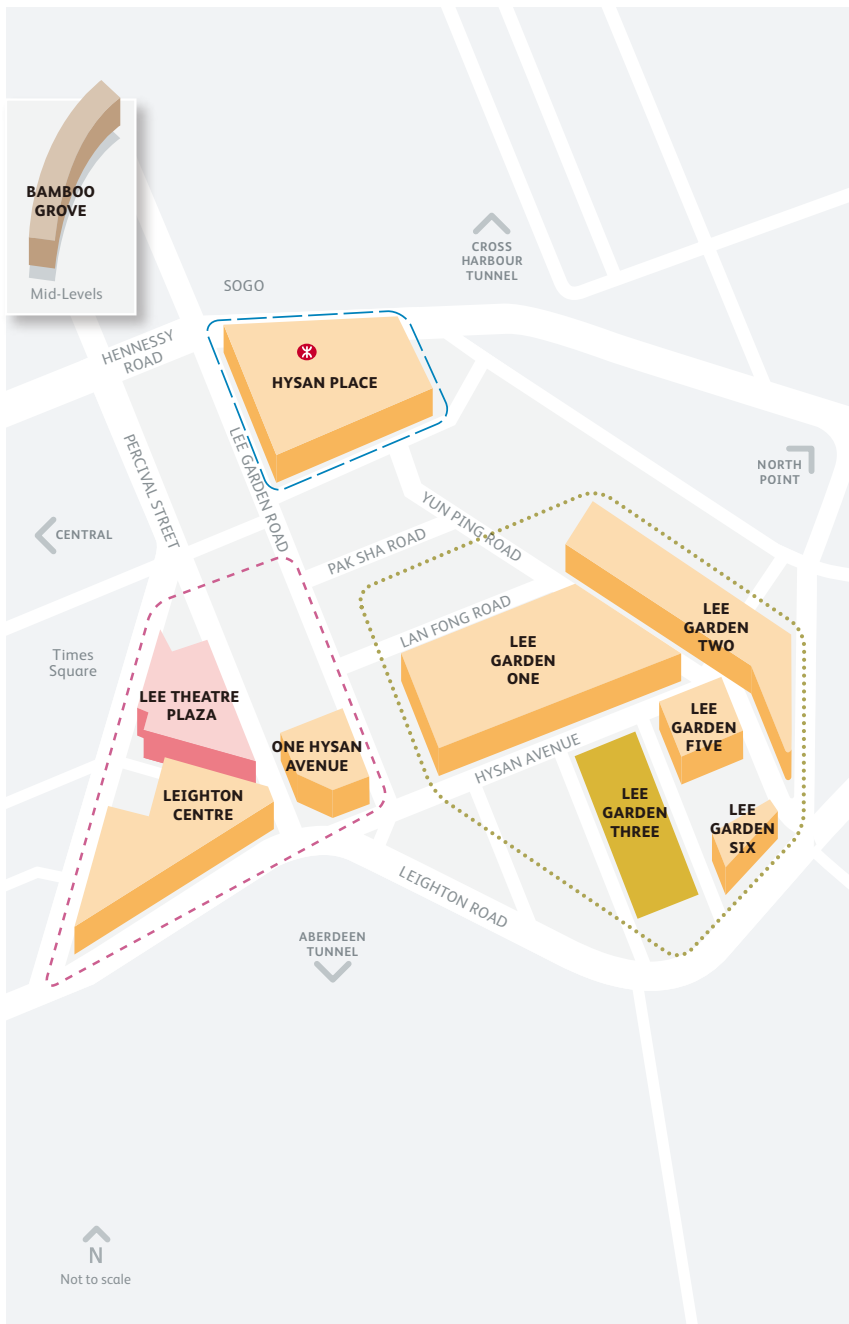 BAMBOO
GROVE
Mid-Levels
CROSS
HARBOUR
TUNNEL
SOGO
HENNESSY
ROAD
HYSAN PLACE
PERCIVAL STREET
LEE GARDEN ROAD
NORTH
POINT
CENTRAL
YUN PING ROAD
PAK SHA ROAD
LAN FONG ROAD
LEE
GARDEN
TWO
LEE
GARDEN
ONE
Times
Square
LEE THEATRE
PLAZA
LEE
GARDEN
FIVE
ONE HYSAN
AVENUE
HYSAN AVENUE
LEIGHTON
CENTRE
LEE
GARDEN
THREE
LEE
GARDEN
SIX
LEIGHTON ROAD
ABERDEEN
TUNNEL
N
Not to scale